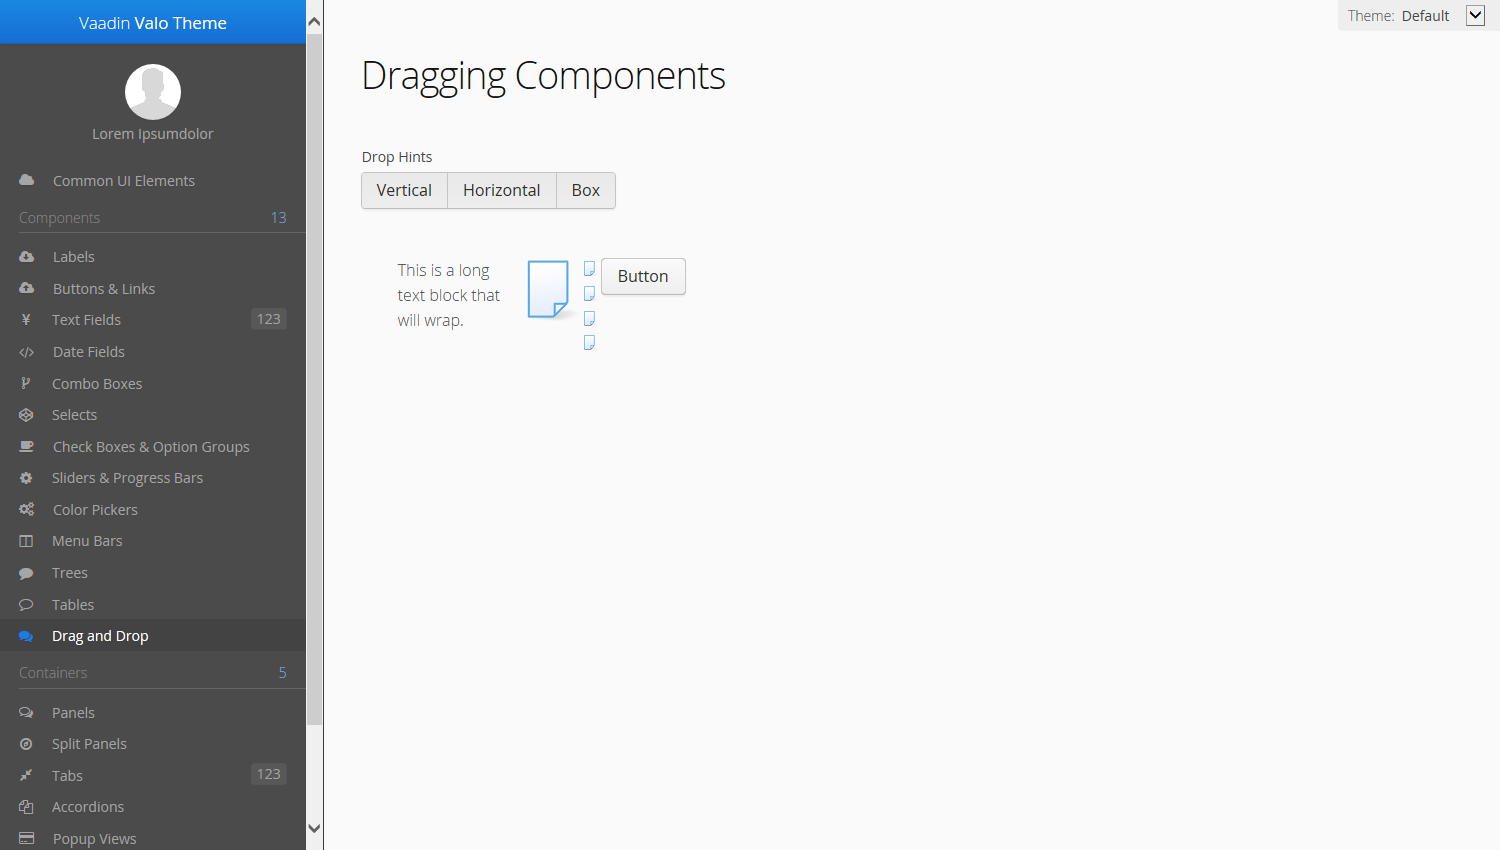 Vaadin Valo Theme
Lorem Ipsumdolor
Common UI Elements
Components 13
Labels
Buttons & Links
Text Fields 123
Date Fields
Combo Boxes
Selects
Check Boxes & Option Groups
Sliders & Progress Bars
Color Pickers
Menu Bars
Trees
Tables
Drag and Drop
Containers 5
Panels
Split Panels
Tabs 123
Accordions
Popup Views
Theme: Default
Dragging Components
Drop Hints
Vertical Horizontal Box
This is a long
text block that
will wrap.
Button